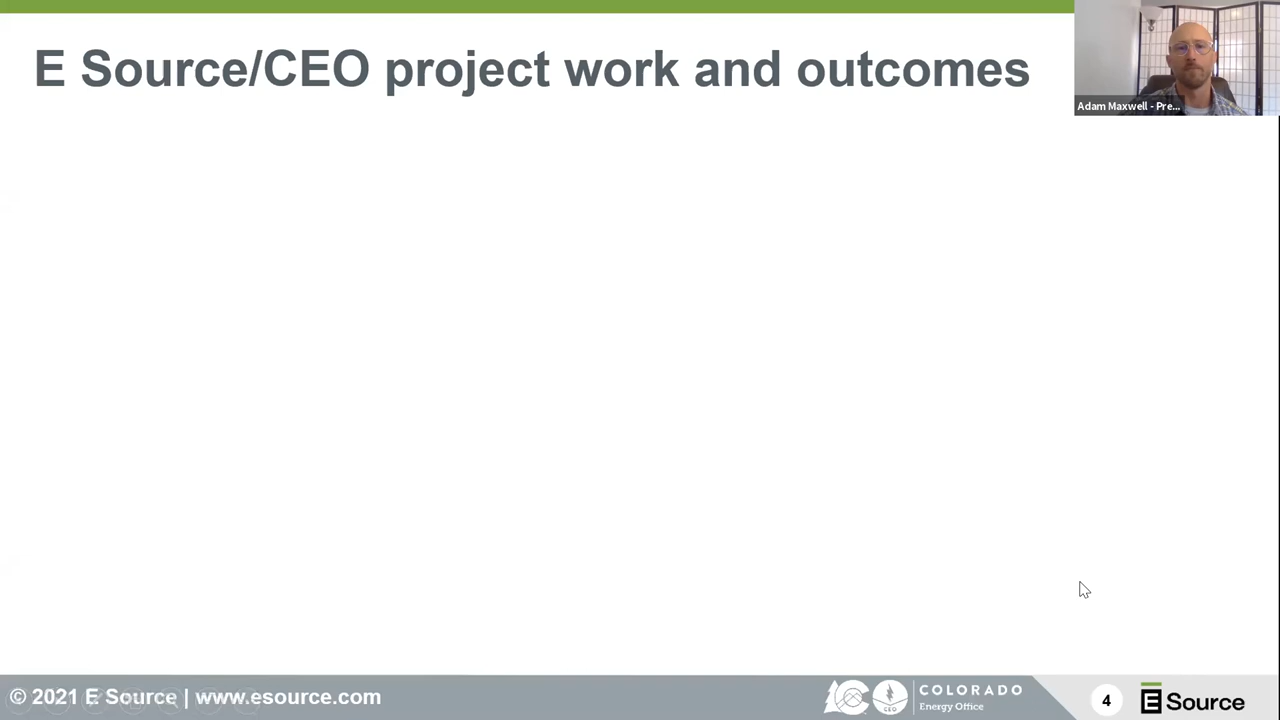 E Source/CEO project work and outcomes
Adam Maxwell - Pre...
© 2021 E Source | www.esource.com
CEO
COLORADO
Energy Office
4
E Source